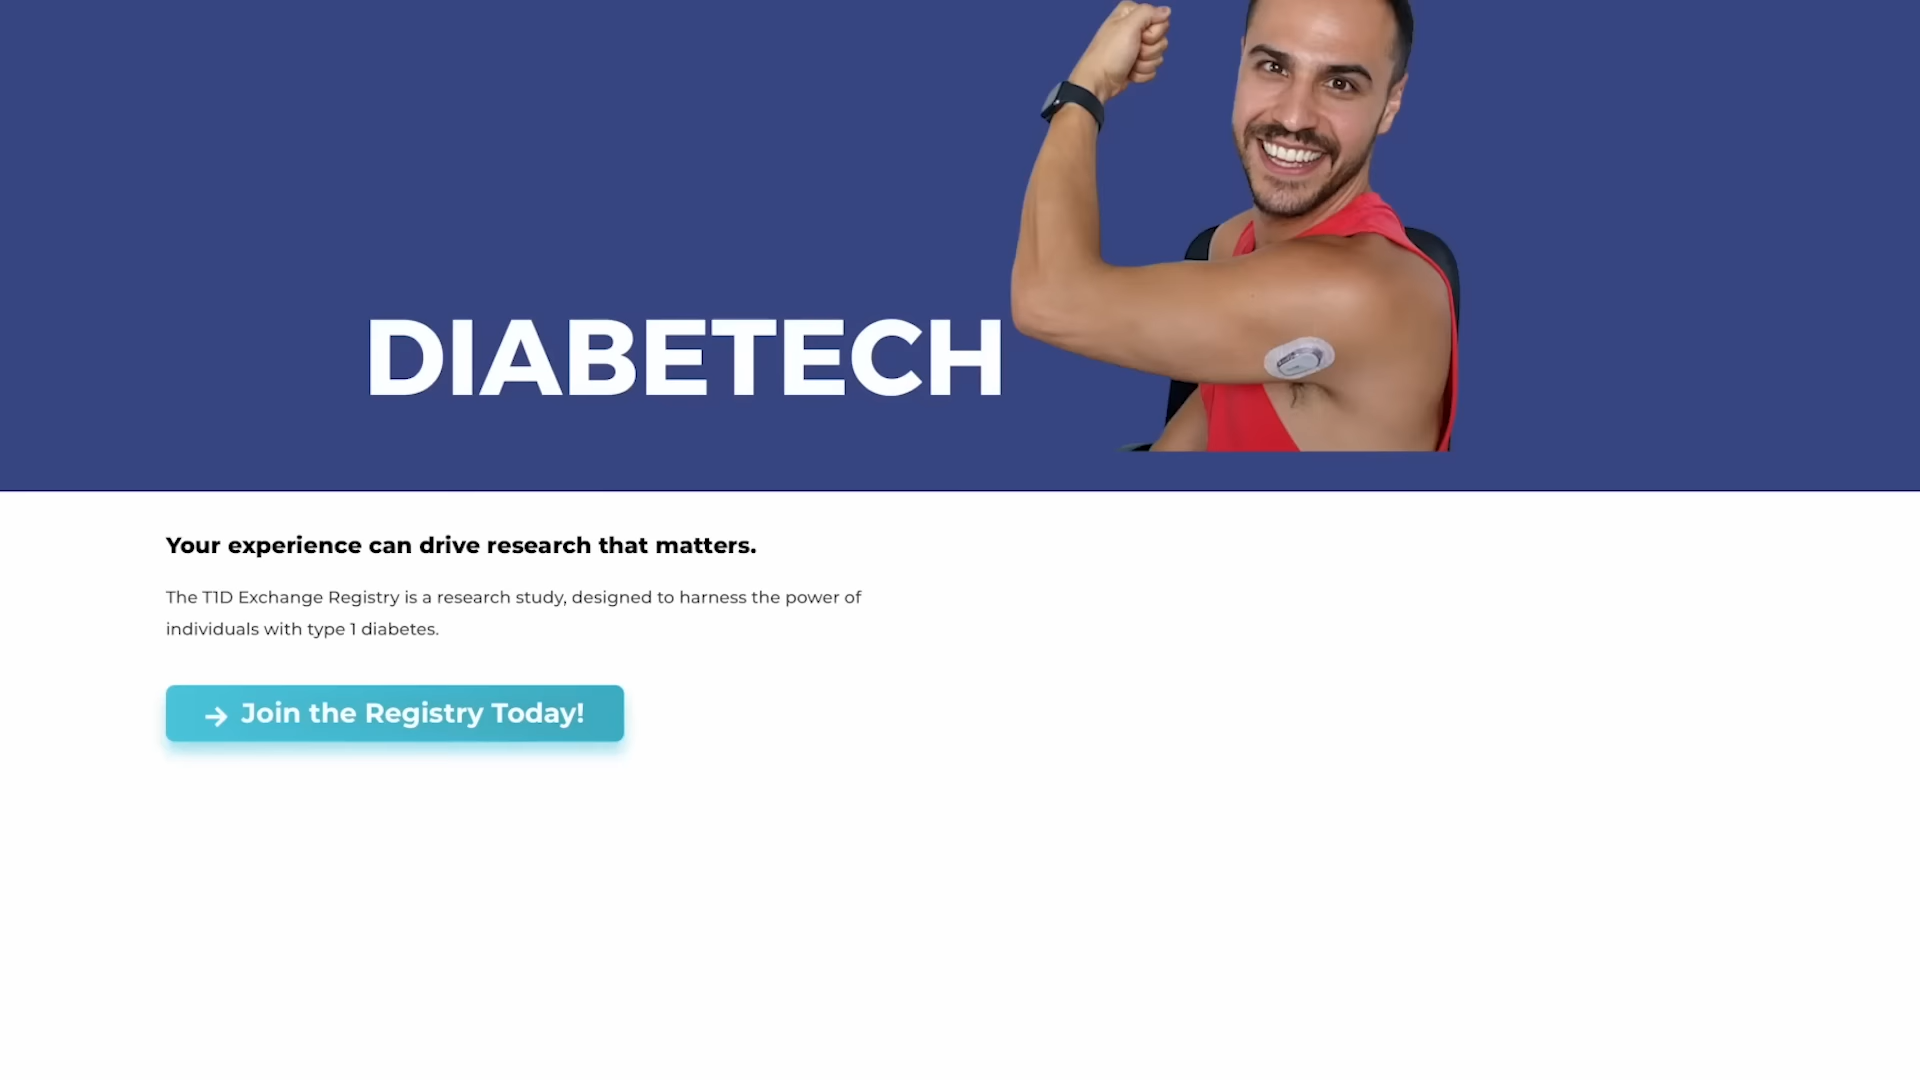 DIABETECH
Your experience can drive research that matters.
The T1D Exchange Registry is a research study, designed to harness the power of
individuals with type 1 diabetes.
→ Join the Registry Today!